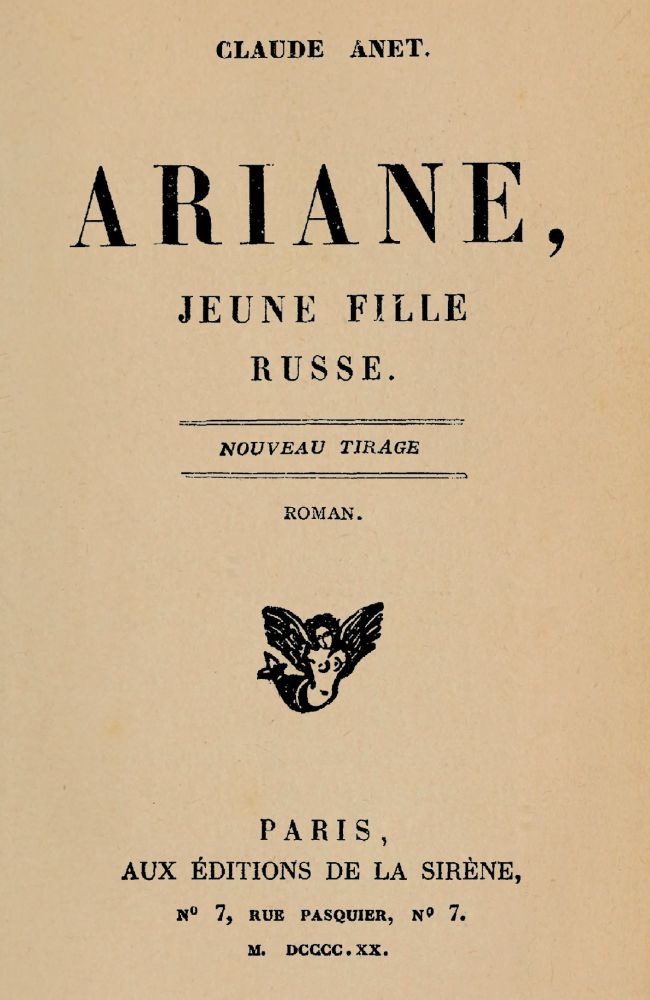 CLAUDE ANET.
ARIANE,
JEUNE FILLE
RUSSE.
NOUVEAU TIRAGE
ROMAN.
PARIS,
AUX ÉDITIONS DE LA SIRÈNE,
Nº 7, RUE PASQUIER, Nº 7.
M. DCCCC.XX.